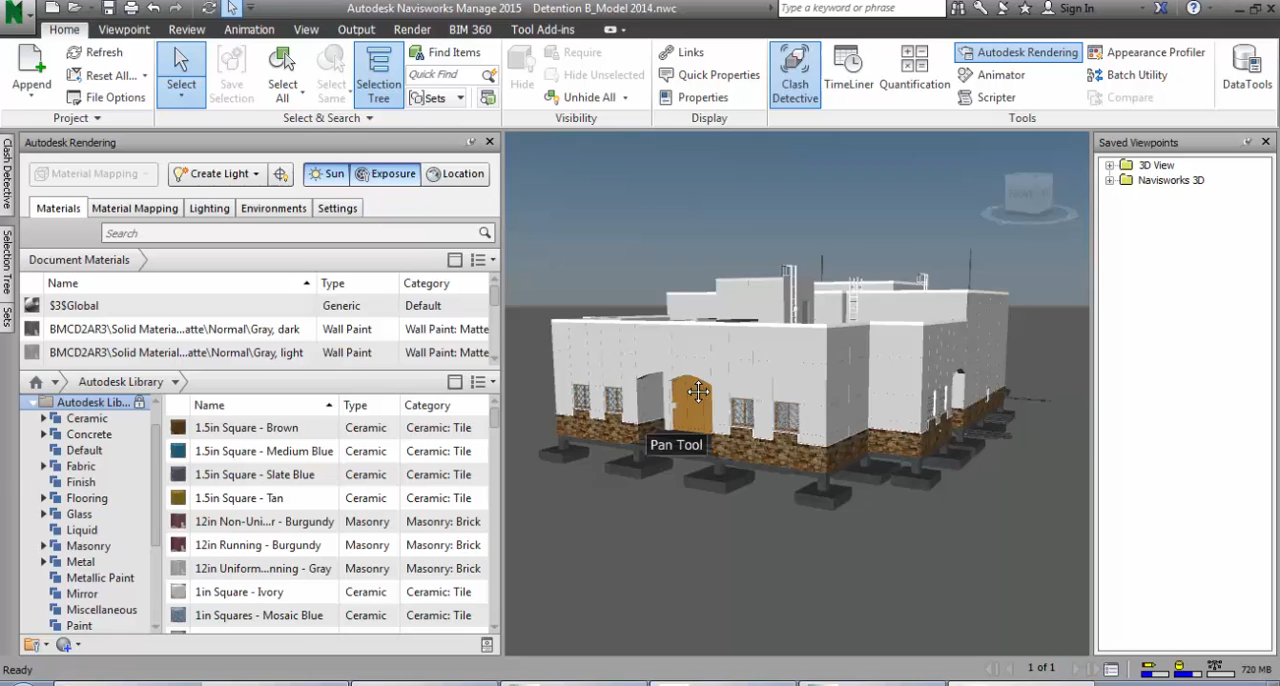 Autodesk Navisworks Manage 2015 Detention B_Model 2014.nwc
Type a keyword or phrase
Sign In
Home Viewpoint Review Animation View Output Render BIM 360 Tool Add-ins
Append
Refresh
Reset All...
File Options
Project
Select
Save Selection
Select All
Select Same
Selection Tree
Find Items
Quick Find
Sets
Select & Search
Hide
Require
Hide Unselected
Unhide All
Visibility
Links
Quick Properties
Properties
Display
Clash Detective
TimeLiner
Quantification
Autodesk Rendering
Animator
Scripter
Appearance Profiler
Batch Utility
Compare
Tools
DataTools
Clash Detective
Selection Tree
Sets
Autodesk Rendering
Material Mapping
Create Light
Sun
Exposure
Location
Materials Material Mapping Lighting Environments Settings
Search
Document Materials
Name Type Category
$3$Global Generic Default
BMCD2AR3\Solid Materia...atte\Normal\Gray, dark Wall Paint Wall Paint: Matte
BMCD2AR3\Solid Materia...atte\Normal\Gray, light Wall Paint Wall Paint: Matte
Autodesk Library
Autodesk Lib...
Ceramic
Concrete
Default
Fabric
Finish
Flooring
Glass
Liquid
Masonry
Metal
Metallic Paint
Mirror
Miscellaneous
Paint
Name Type Category
1.5in Square - Brown Ceramic Ceramic: Tile
1.5in Square - Medium Blue Ceramic Ceramic: Tile
1.5in Square - Slate Blue Ceramic Ceramic: Tile
1.5in Square - Tan Ceramic Ceramic: Tile
12in Non-Uni...r - Burgundy Masonry Masonry: Brick
12in Running - Burgundy Masonry Masonry: Brick
12in Uniform...nning - Gray Masonry Masonry: Brick
1in Square - Ivory Ceramic Ceramic: Tile
1in Squares - Mosaic Blue Ceramic Ceramic: Tile
Pan Tool
Saved Viewpoints
3D View
Navisworks 3D
Ready
1 of 1
720 MB